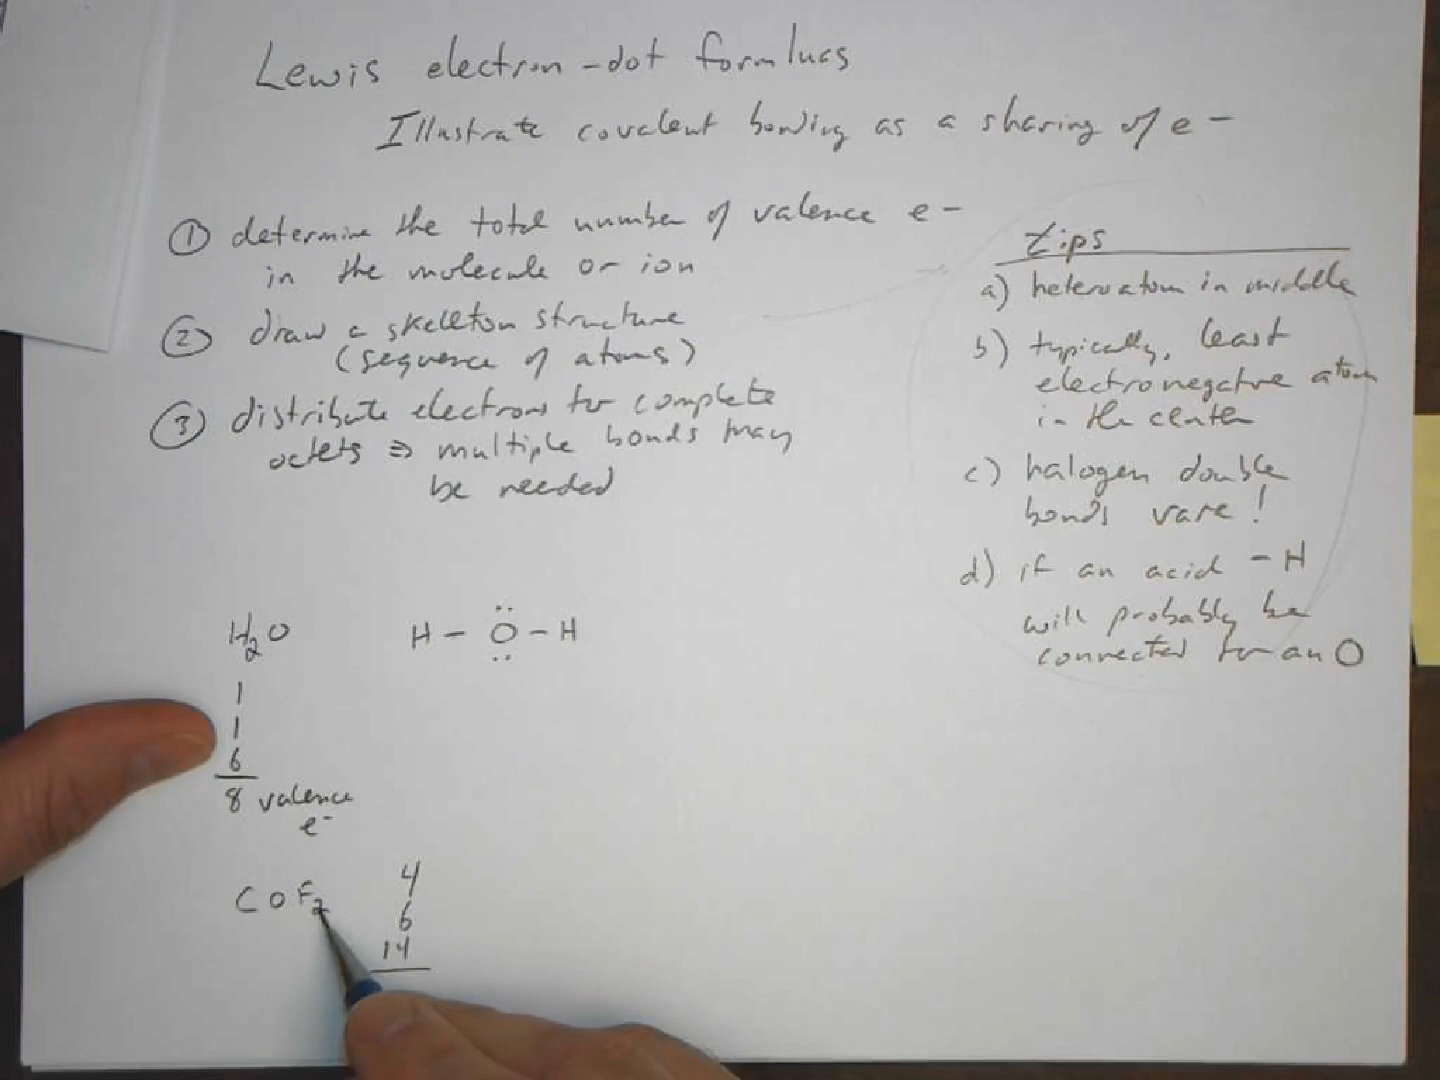 Lewis electron-dot formluas
Illustrate covalent bonding as a sharing of e-
① determine the total number of valence e-
in the molecule or ion
② draw a skeleton structure
(sequence of atoms)
③ distribute electrons for complete
octets ⇒ multiple bonds may
be needed
tips
a) heteroatom in middle
b) typically, least
electronegative atom
in the center
c) halogen double
bonds rare!
d) if an acid - H
will probably be
connected to an O
H₂O
H - Ö - H
1
1
6
8 valence
e⁻
COF₂
4
6
14